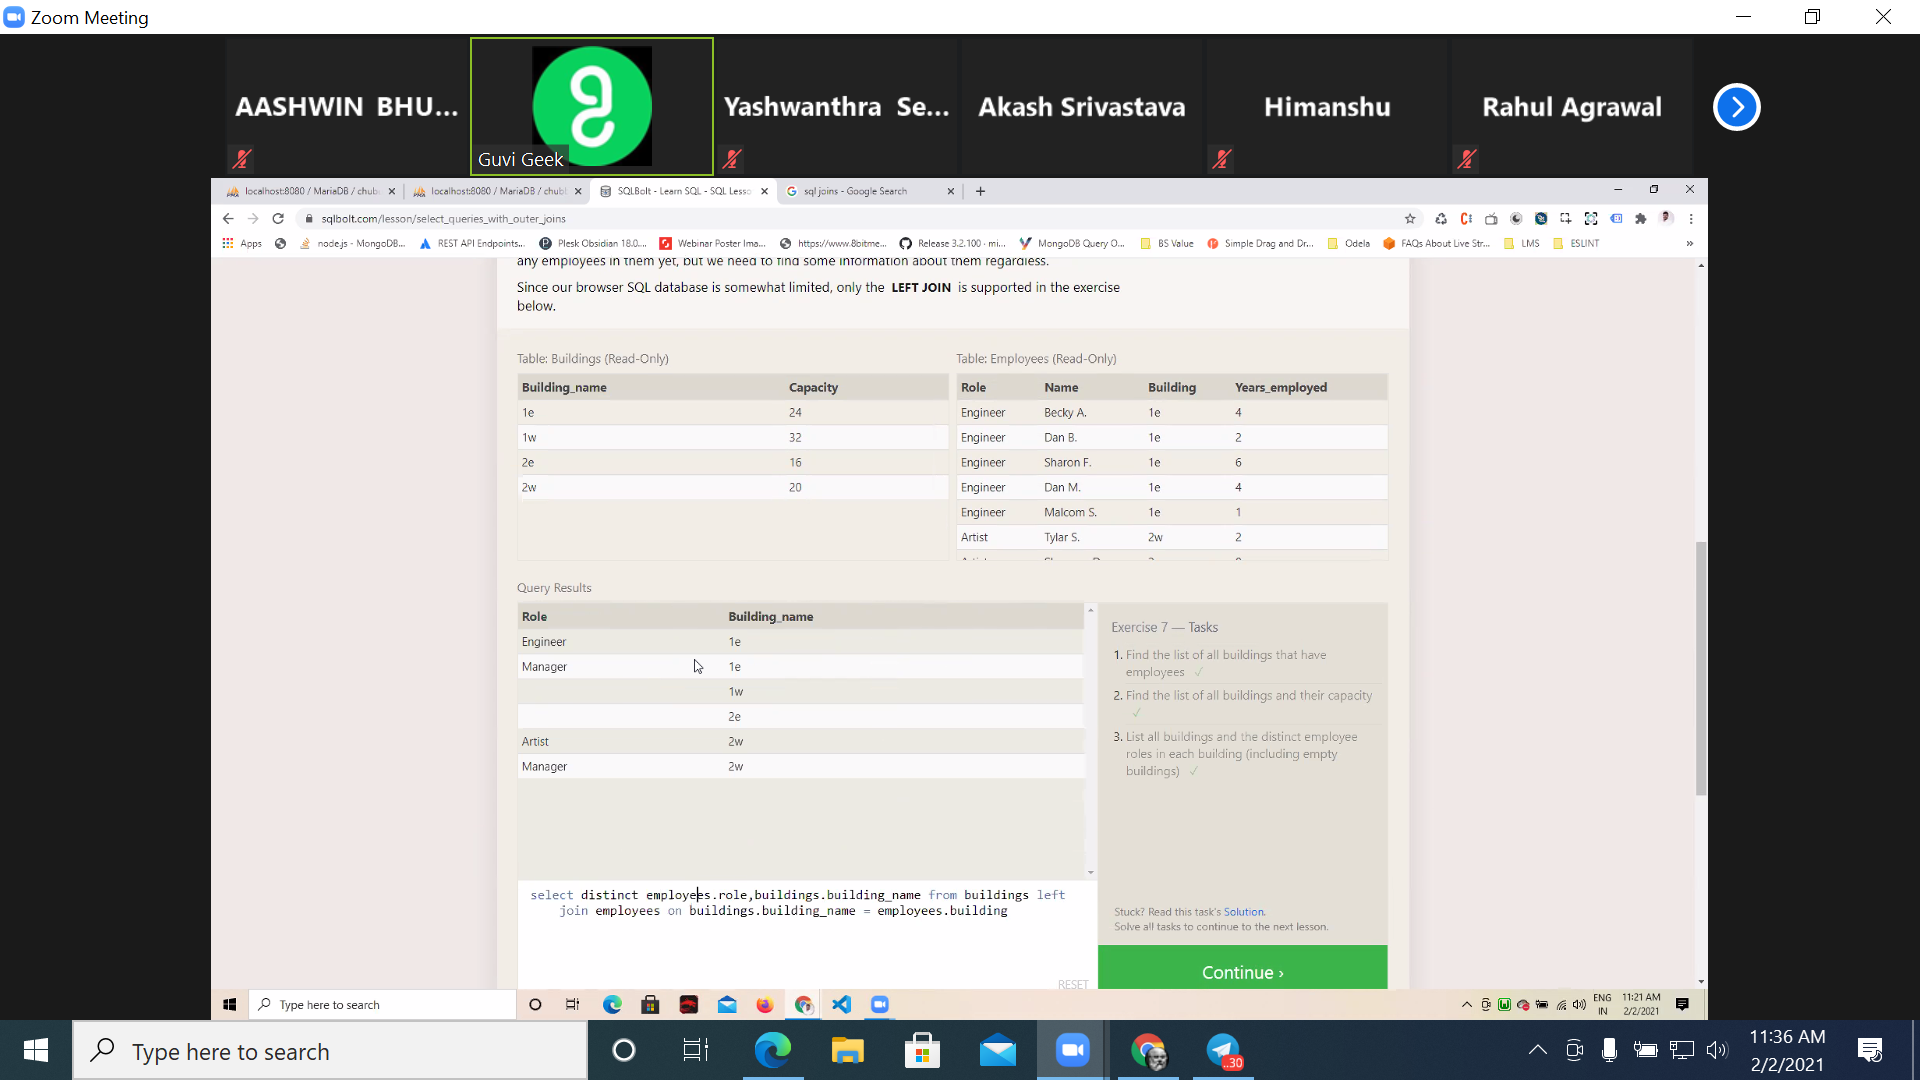 Zoom Meeting
AASHWIN BHU...
Guvi Geek
Yashwanthra Se...
Akash Srivastava
Himanshu
Rahul Agrawal
localhost:8080 / MariaDB / chub
localhost:8080 / MariaDB / chub
SQLBolt - Learn SQL - SQL Lesso
sql joins - Google Search
sqlbolt.com/lesson/select_queries_with_outer_joins
Apps
node.js - MongoDB...
REST API Endpoints...
Plesk Obsidian 18.0....
Webinar Poster Ima...
https://www.8bitme...
Release 3.2.100 · mi...
MongoDB Query O...
BS Value
Simple Drag and Dr...
Odela
FAQs About Live Str...
LMS
ESLINT
»
any employees in them yet, but we need to find some information about them regardless.
Since our browser SQL database is somewhat limited, only the LEFT JOIN is supported in the exercise
below.
Table: Buildings (Read-Only)
Building_name Capacity
1e 24
1w 32
2e 16
2w 20
Table: Employees (Read-Only)
Role Name Building Years_employed
Engineer Becky A. 1e 4
Engineer Dan B. 1e 2
Engineer Sharon F. 1e 6
Engineer Dan M. 1e 4
Engineer Malcom S. 1e 1
Artist Tylar S. 2w 2
Query Results
Role Building_name
Engineer 1e
Manager 1e
1w
2e
Artist 2w
Manager 2w
Exercise 7 — Tasks
1. Find the list of all buildings that have
employees ✓
2. Find the list of all buildings and their capacity
✓
3. List all buildings and the distinct employee
roles in each building (including empty
buildings) ✓
select distinct employees.role,buildings.building_name from buildings left
join employees on buildings.building_name = employees.building
RESET
Stuck? Read this task's Solution.
Solve all tasks to continue to the next lesson.
Continue ›
Type here to search
ENG
IN
11:21 AM
2/2/2021
Type here to search
..30
11:36 AM
2/2/2021